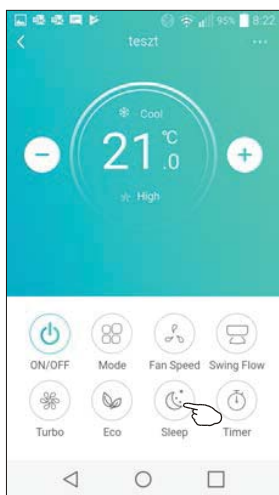 95% 8:22
teszt
Cool
21.0 °C
High
ON/OFF Mode Fan Speed Swing Flow
Turbo Eco Sleep Timer